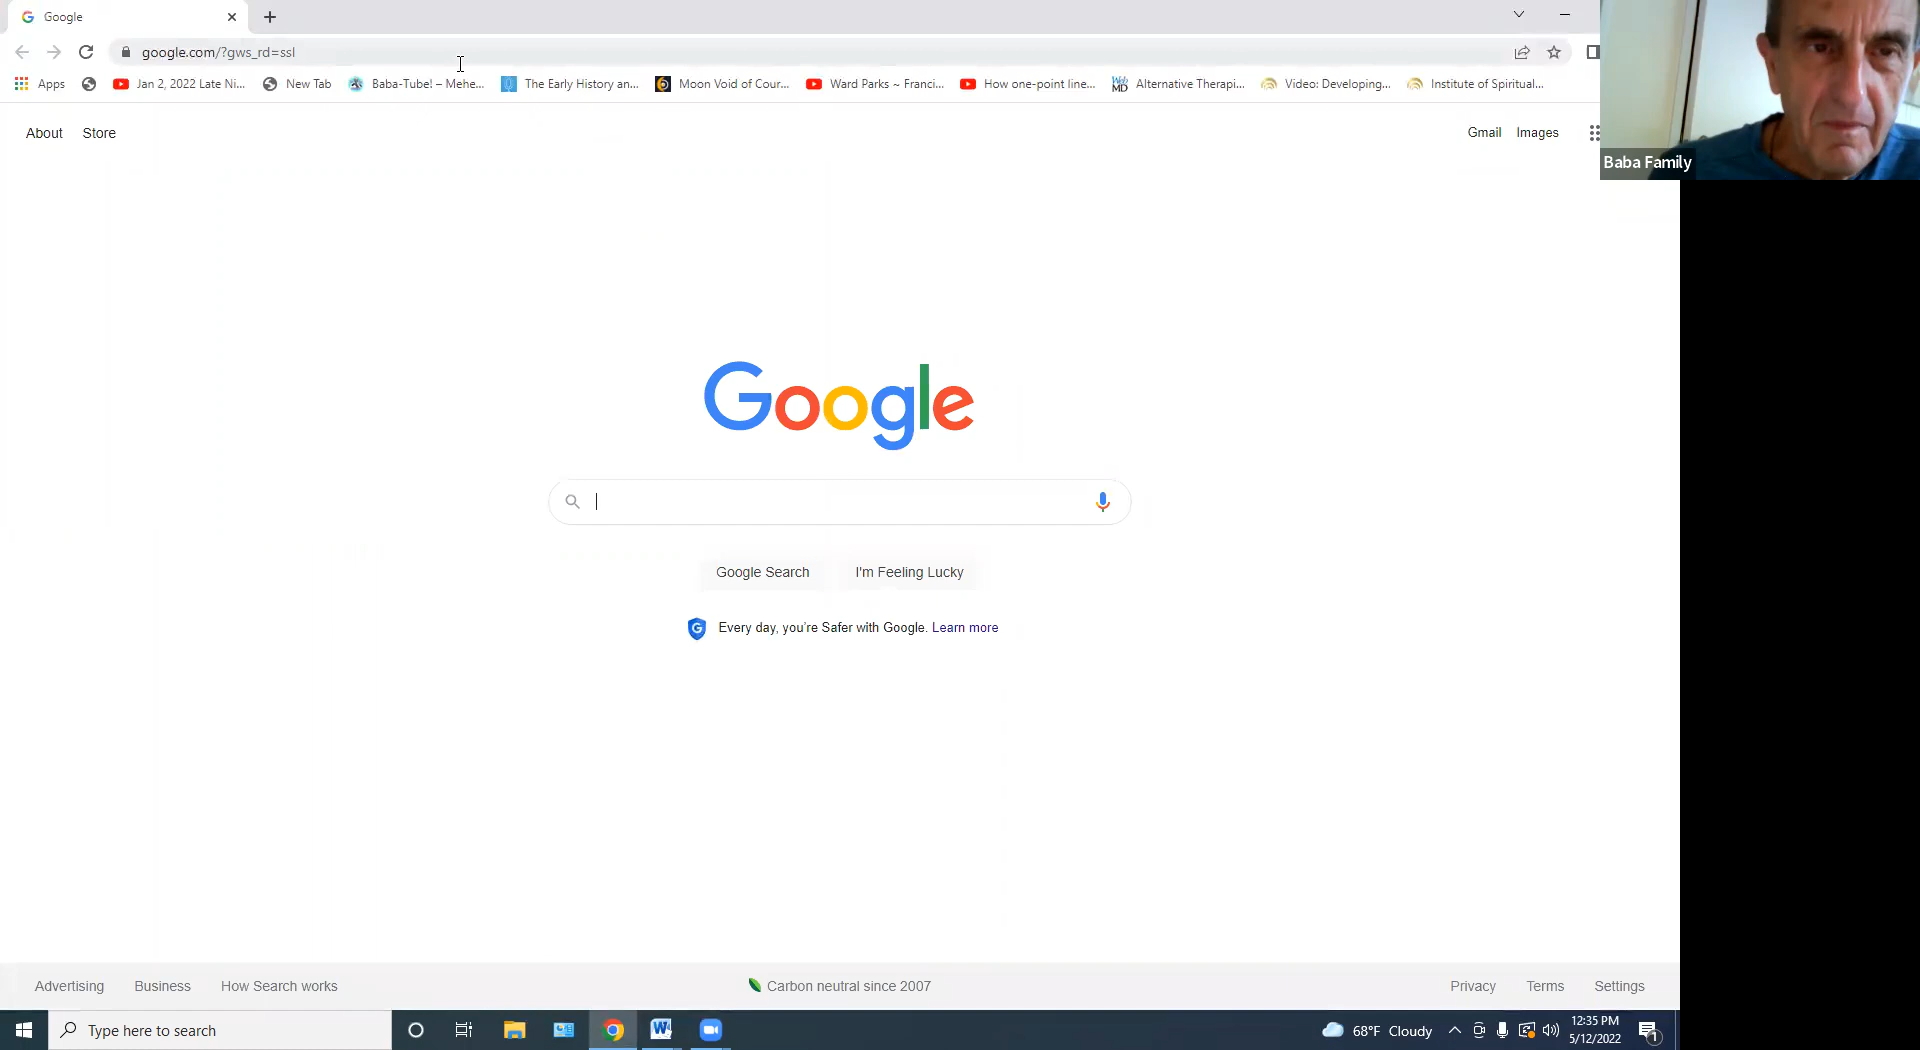 Google
google.com/?gws_rd=ssl
Apps Jan 2, 2022 Late Ni... New Tab Baba-Tube! – Mehe... The Early History an... Moon Void of Cour... Ward Parks ~ Franci... How one-point line... WebMD Alternative Therapi... Video: Developing... Institute of Spiritual...
About Store Gmail Images
Baba Family
Google
Google Search I'm Feeling Lucky
Every day, you're Safer with Google. Learn more
Advertising Business How Search works Carbon neutral since 2007 Privacy Terms Settings
Type here to search 68°F Cloudy 12:35 PM
5/12/2022 1